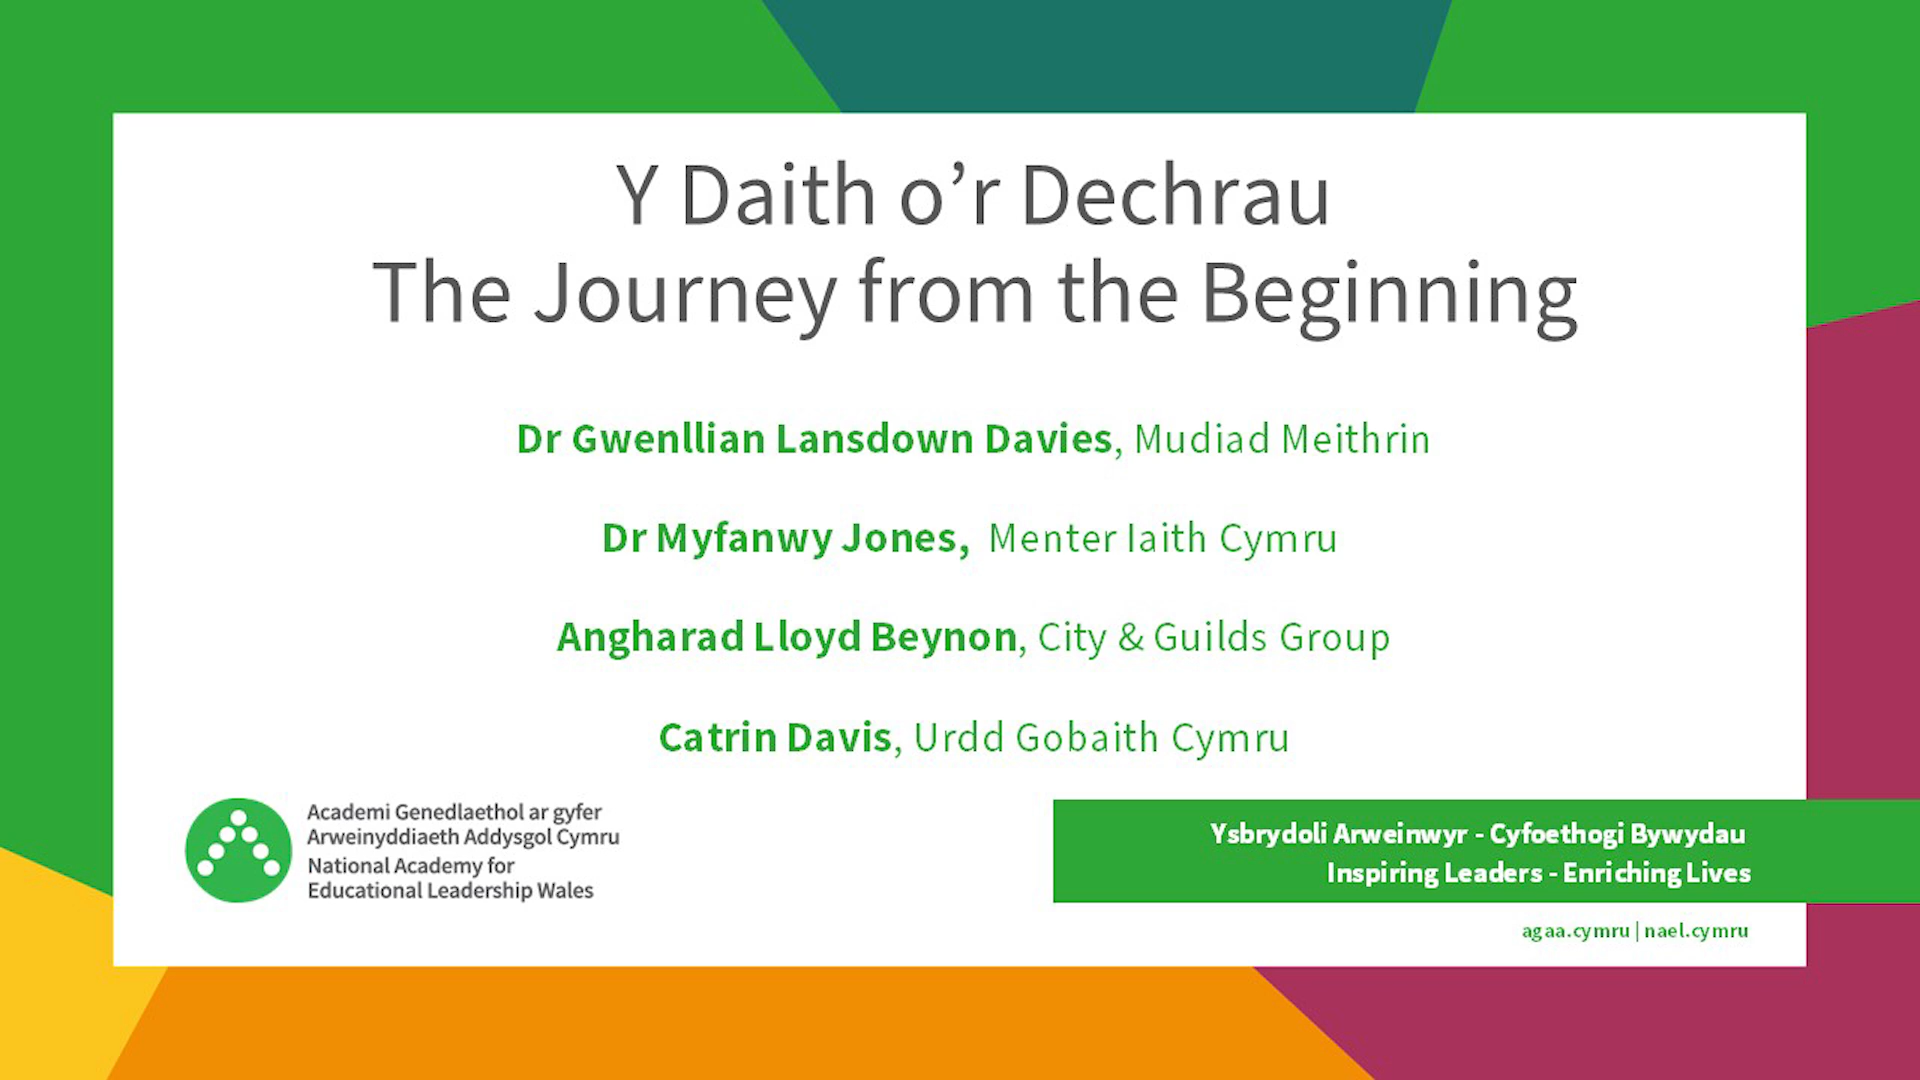 Y Daith o’r Dechrau
The Journey from the Beginning
Dr Gwenllian Lansdown Davies, Mudiad Meithrin
Dr Myfanwy Jones, Menter Iaith Cymru
Angharad Lloyd Beynon, City & Guilds Group
Catrin Davis, Urdd Gobaith Cymru
Academi Genedlaethol ar gyfer
Arweinyddiaeth Addysgol Cymru
National Academy for
Educational Leadership Wales
Ysbrydoli Arweinwyr - Cyfoethogi Bywydau
Inspiring Leaders - Enriching Lives
agaa.cymru | nael.cymru